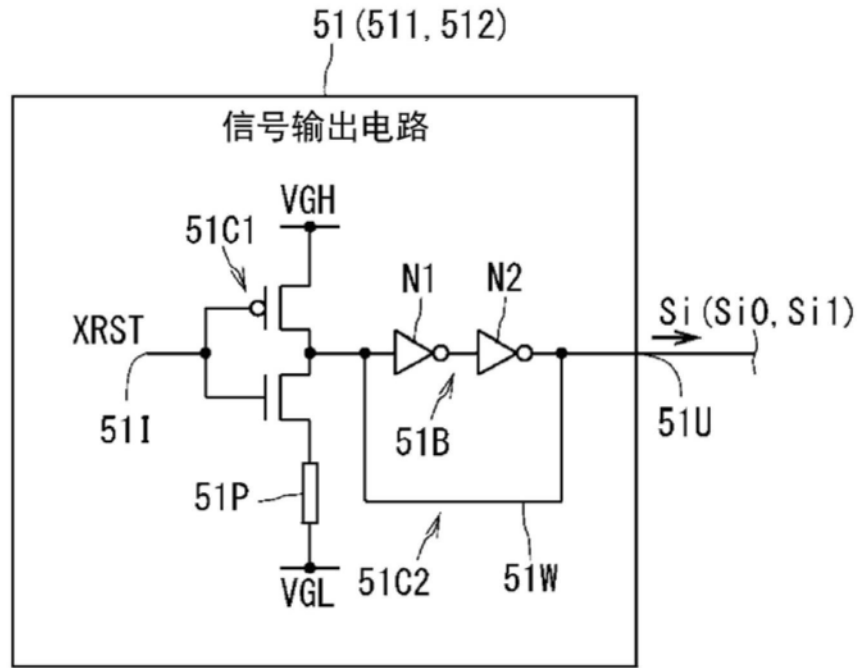 51(511, 512)
信号输出电路
VGH
51C1
N1
N2
Si(Si0, Si1)
XRST
51I
51B
51U
51P
51C2
51W
VGL